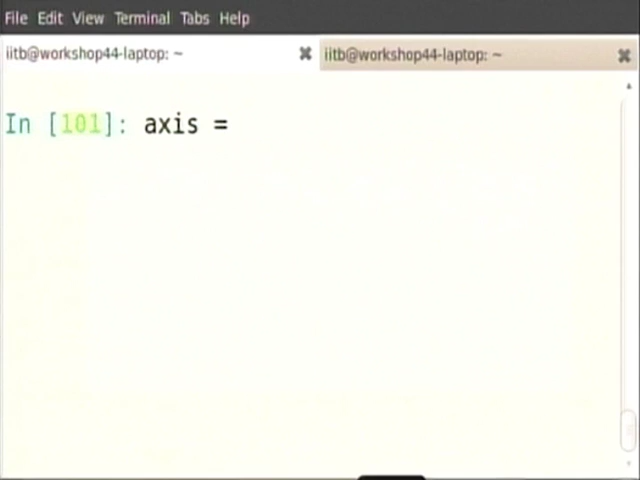 File Edit View Terminal Tabs Help
iitb@workshop44-laptop: ~ iitb@workshop44-laptop: ~
In [101]: axis =